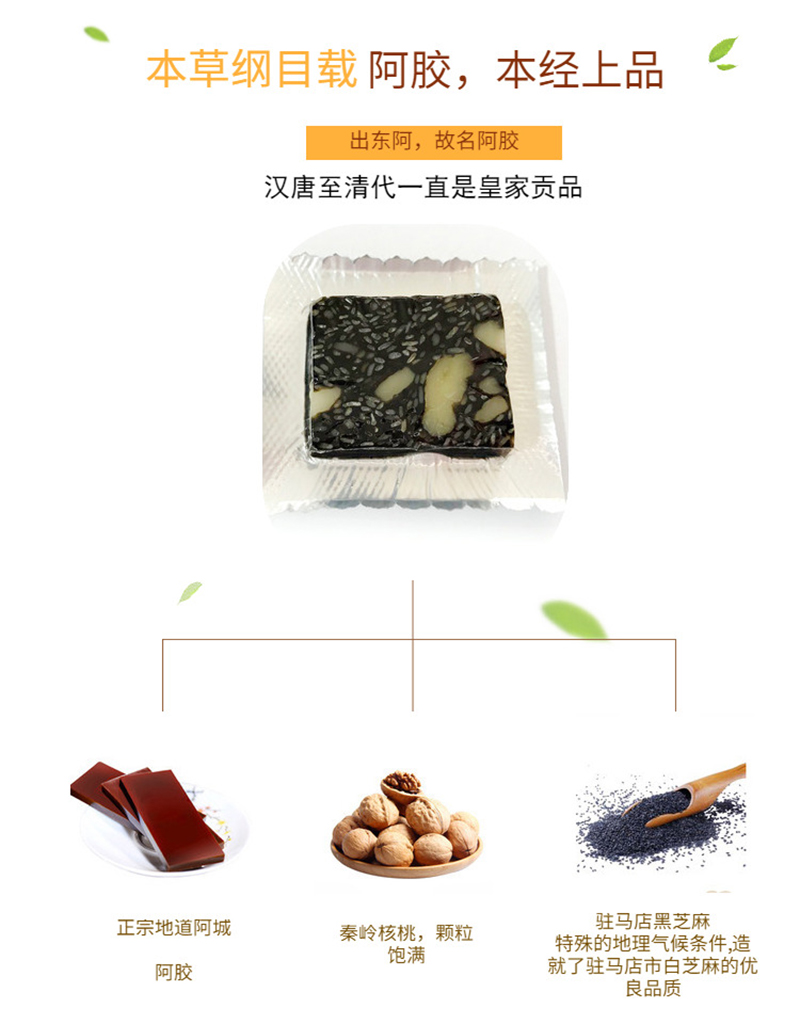 本草纲目载 阿胶，本经上品
出东阿，故名阿胶
汉唐至清代一直是皇家贡品
正宗地道阿城
阿胶
秦岭核桃，颗粒
饱满
驻马店黑芝麻
特殊的地理气候条件,造
就了驻马店市白芝麻的优
良品质